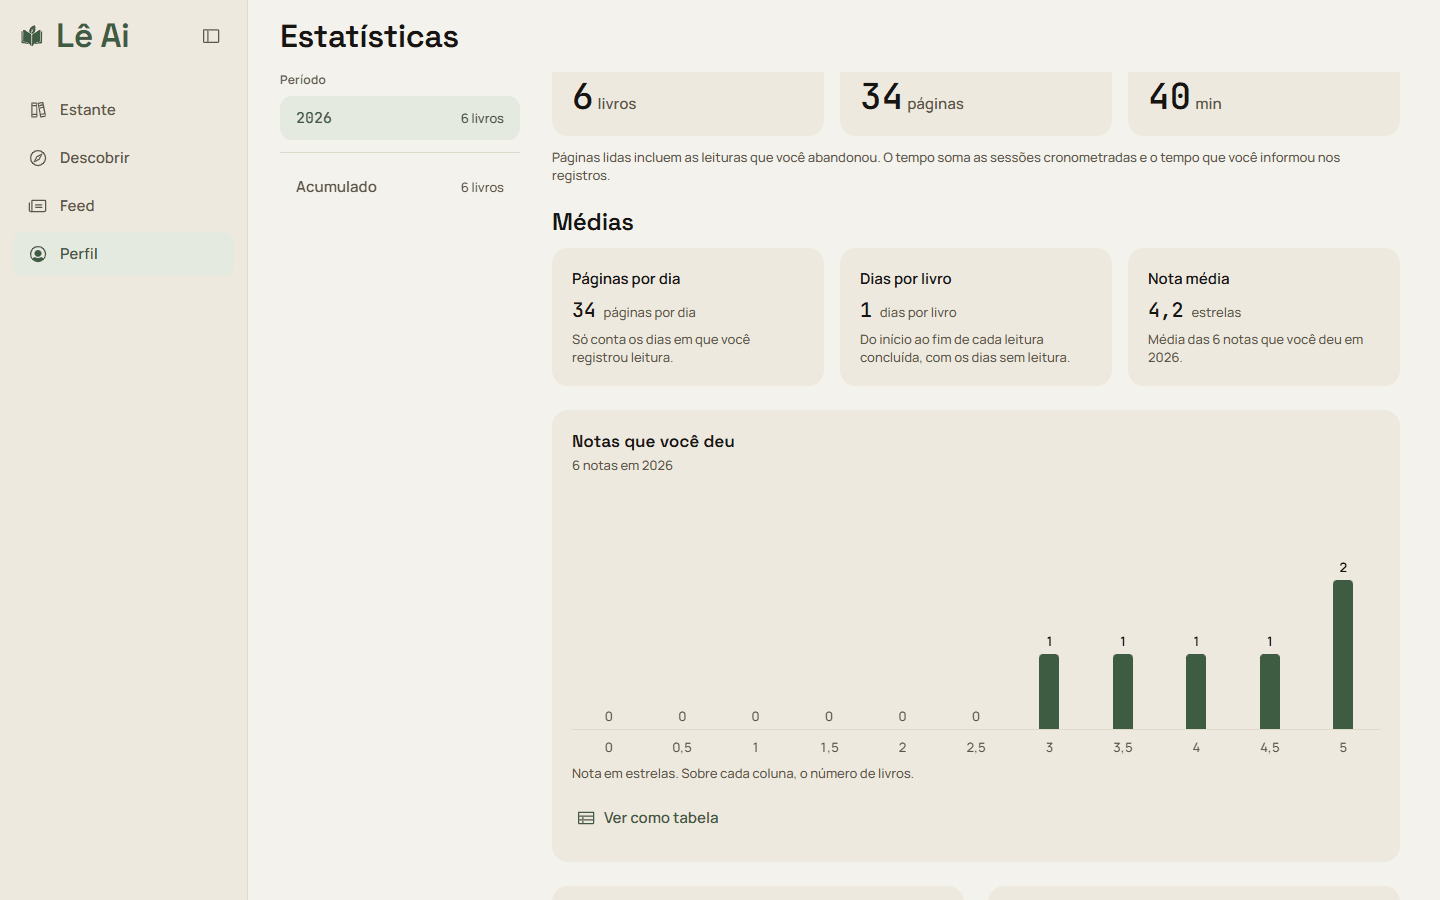 Lê Ai
Estante
Descobrir
Feed
Perfil
Estatísticas
Período
2026 6 livros
Acumulado 6 livros
6 livros
34 páginas
40 min
Páginas lidas incluem as leituras que você abandonou. O tempo soma as sessões cronometradas e o tempo que você informou nos
registros.
Médias
Páginas por dia
34 páginas por dia
Só conta os dias em que você
registrou leitura.
Dias por livro
1 dias por livro
Do início ao fim de cada leitura
concluída, com os dias sem leitura.
Nota média
4,2 estrelas
Média das 6 notas que você deu em
2026.
Notas que você deu
6 notas em 2026
0 0 0 0 0 0 1 1 1 1 2
0 0,5 1 1,5 2 2,5 3 3,5 4 4,5 5
Nota em estrelas. Sobre cada coluna, o número de livros.
Ver como tabela